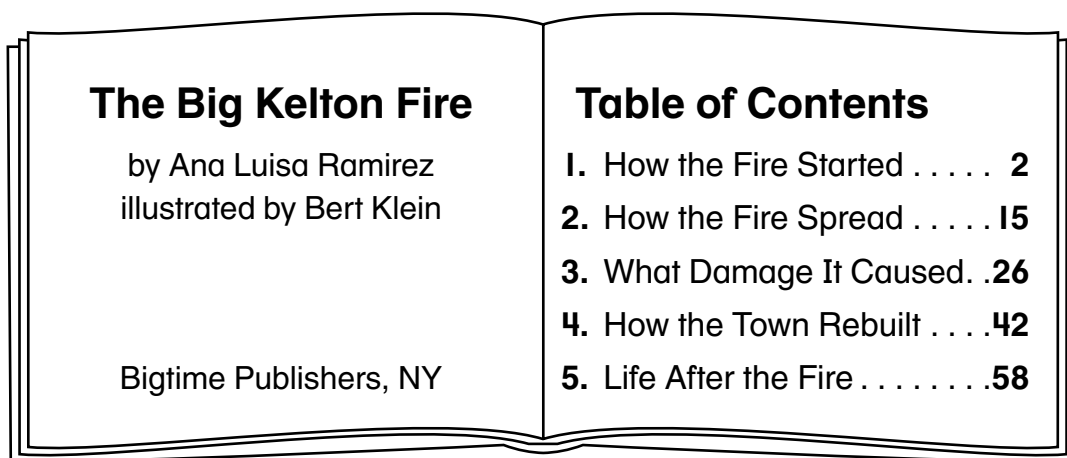 The Big Kelton Fire
by Ana Luisa Ramirez
illustrated by Bert Klein
Bigtime Publishers, NY
Table of Contents
1. How the Fire Started . . . . . 2
2. How the Fire Spread . . . . . 15
3. What Damage It Caused. . 26
4. How the Town Rebuilt . . . . 42
5. Life After the Fire . . . . . . . . 58